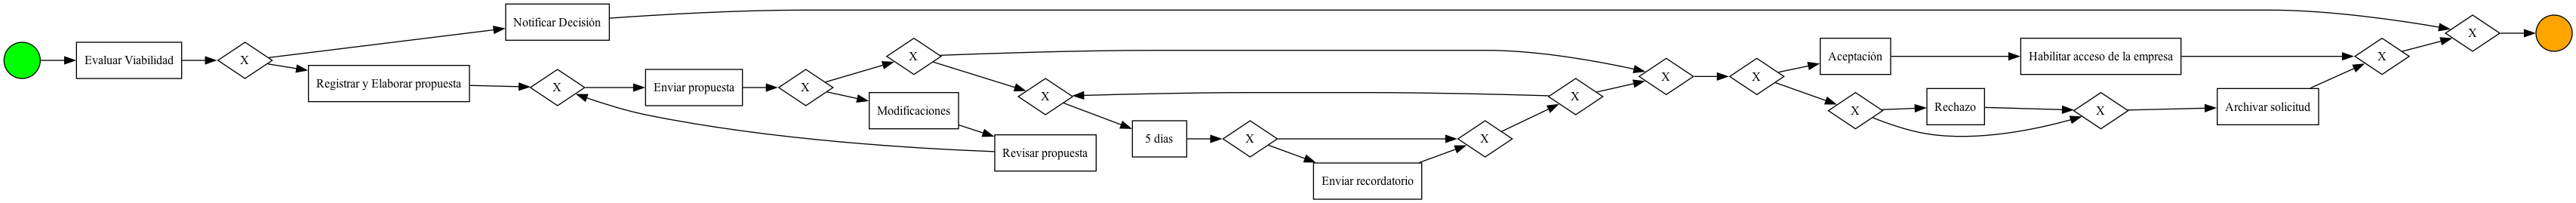 Notificar Decisión
Evaluar Viabilidad
X
Registrar y Elaborar propuesta
X
Enviar propuesta
X
X
Modificaciones
Revisar propuesta
X
5 días
X
Enviar recordatorio
X
X
X
X
Aceptación
Habilitar acceso de la empresa
X
Rechazo
X
Archivar solicitud
X
X